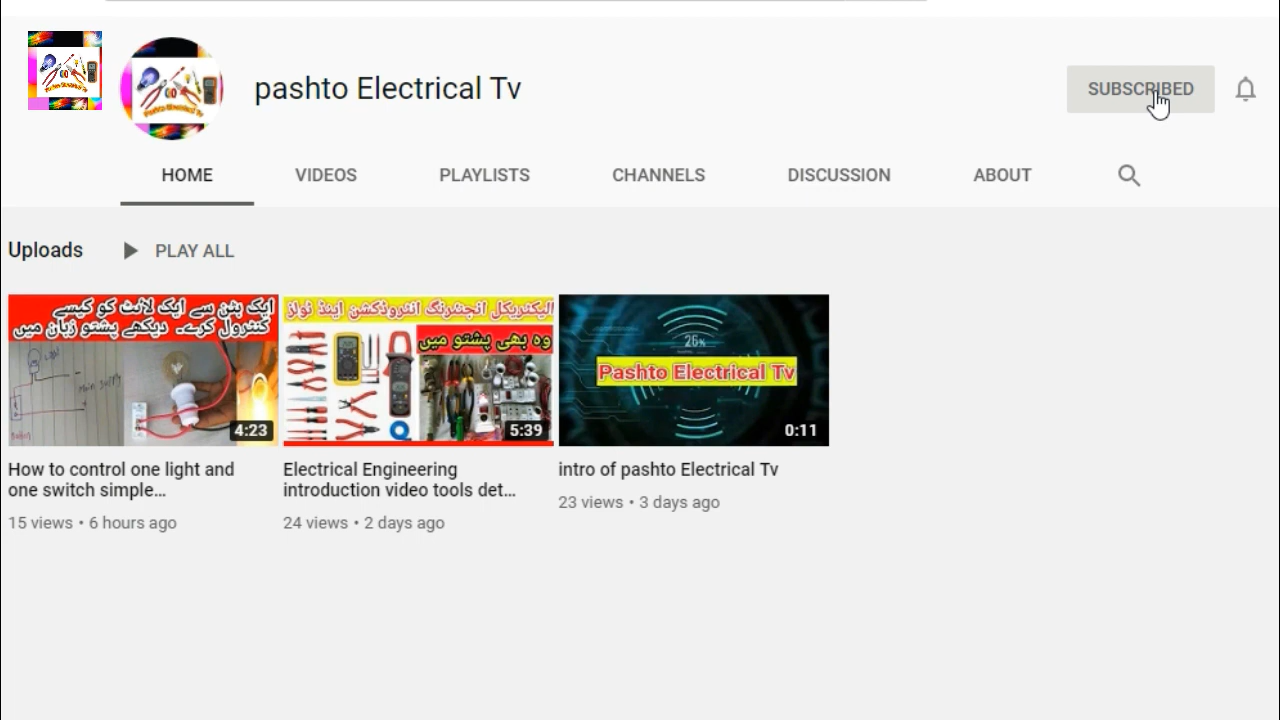 pashto Electrical Tv
SUBSCRIBED
HOME
VIDEOS
PLAYLISTS
CHANNELS
DISCUSSION
ABOUT
Uploads
PLAY ALL
ایک بٹن سے ایک لائٹ کو کیسے
کنٹرول کرے۔ دیکھے پشتو زبان میں
Main supply
4:23
الیکٹریکل انجنئرنگ انٹروڈکشن اینڈ ٹولز
وہ بھی پشتو میں
5:39
26%
Pashto Electrical Tv
0:11
How to control one light and
one switch simple...
15 views • 6 hours ago
Electrical Engineering
introduction video tools det...
24 views • 2 days ago
intro of pashto Electrical Tv
23 views • 3 days ago